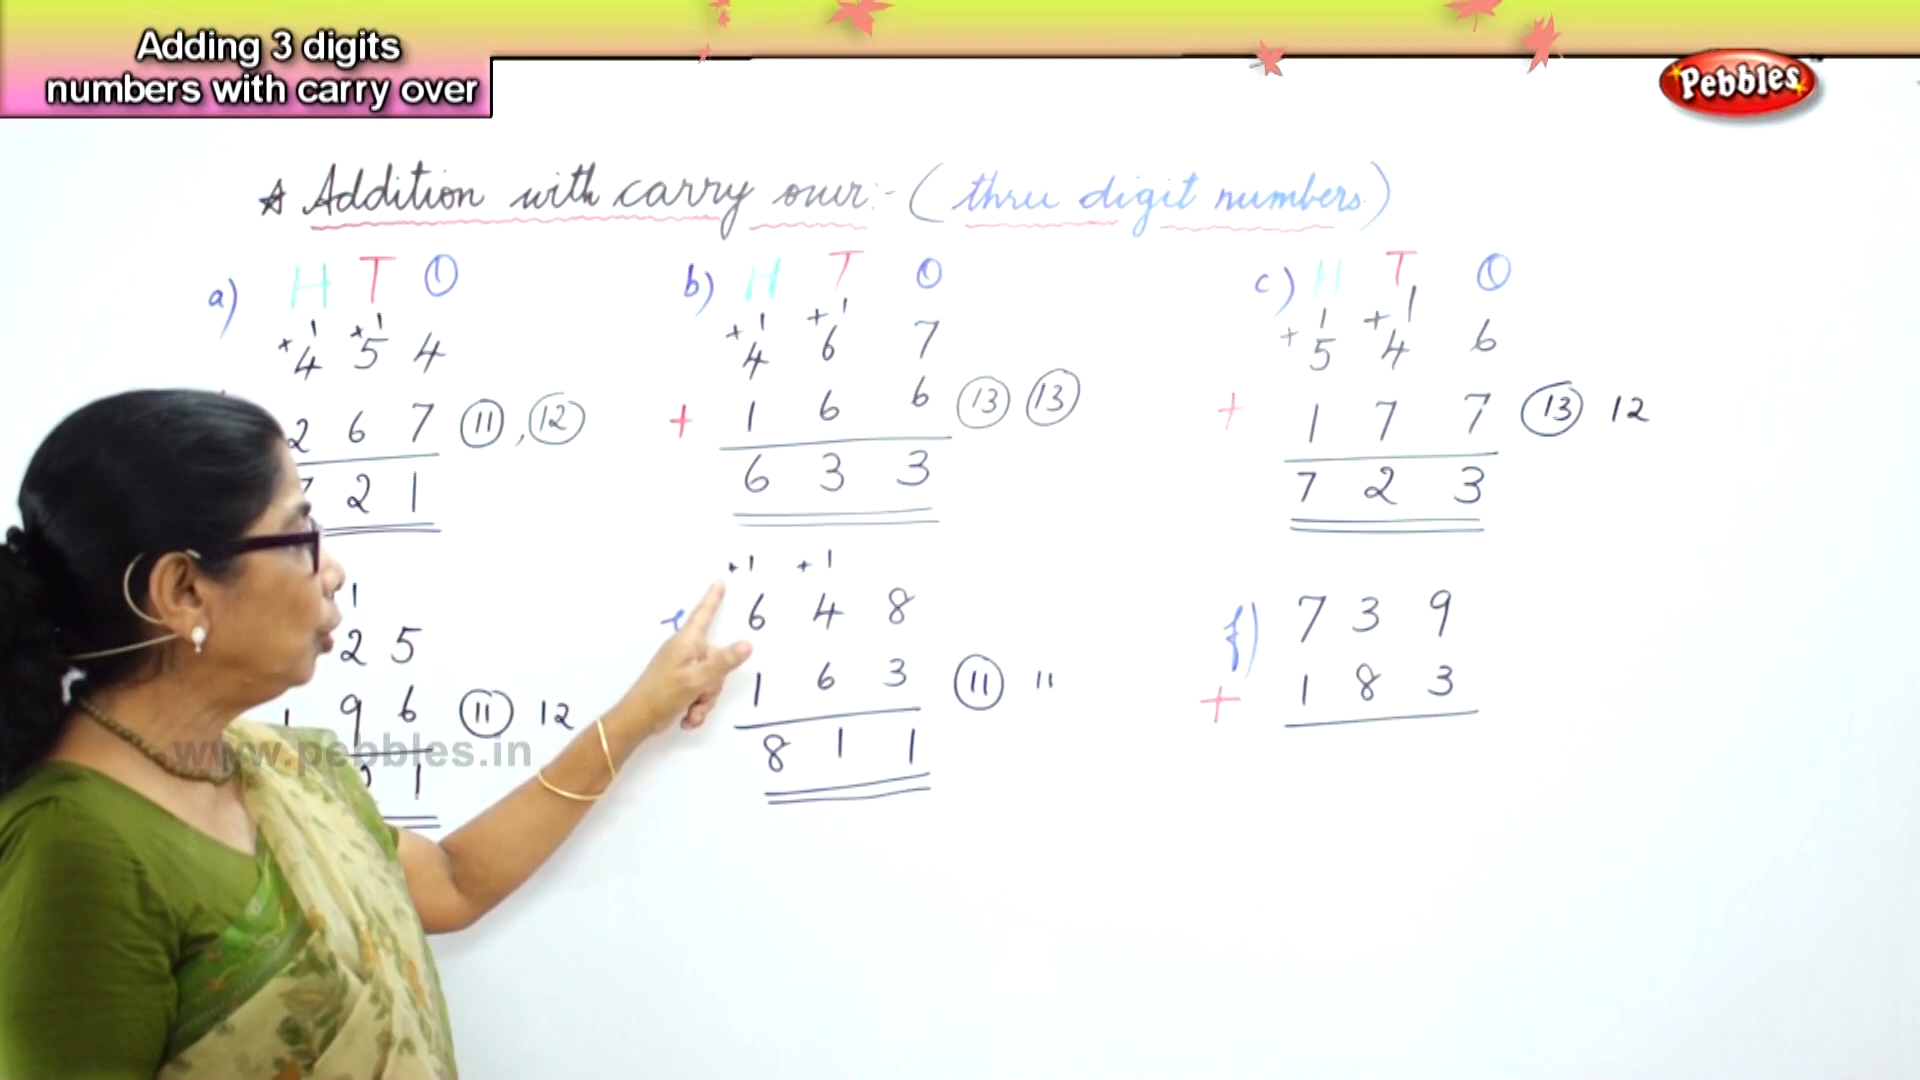 Adding 3 digits
numbers with carry over
Pebbles
☆ Addition with carry over :- (three digit numbers)
a) H T O
+1 +1
4 5 4
2 6 7 (11), (12)
2 1
b) H T O
+1 +1
4 6 7
+ 1 6 6 (13) (13)
6 3 3
c) H T O
+1 +1
5 4 6
+ 1 7 7 (13) 12
7 2 3
1
2 5
1 9 6 (11) 12
1
+1 +1
6 4 8
1 6 3 (11) 11
8 1 1
f) 7 3 9
+ 1 8 3
www.pebbles.in